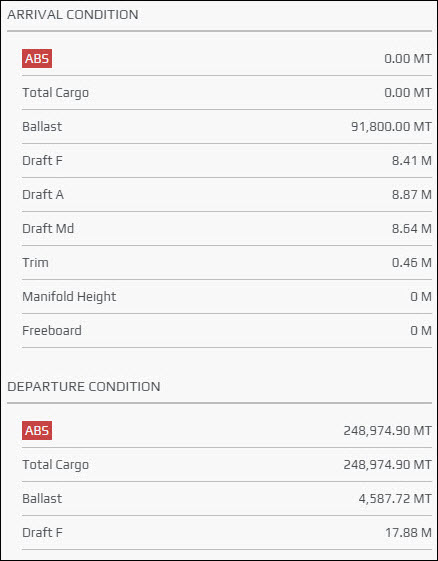 ARRIVAL CONDITION
ABS 0.00 MT
Total Cargo 0.00 MT
Ballast 91,800.00 MT
Draft F 8.41 M
Draft A 8.87 M
Draft Md 8.64 M
Trim 0.46 M
Manifold Height 0 M
Freeboard 0 M
DEPARTURE CONDITION
ABS 248,974.90 MT
Total Cargo 248,974.90 MT
Ballast 4,587.72 MT
Draft F 17.88 M